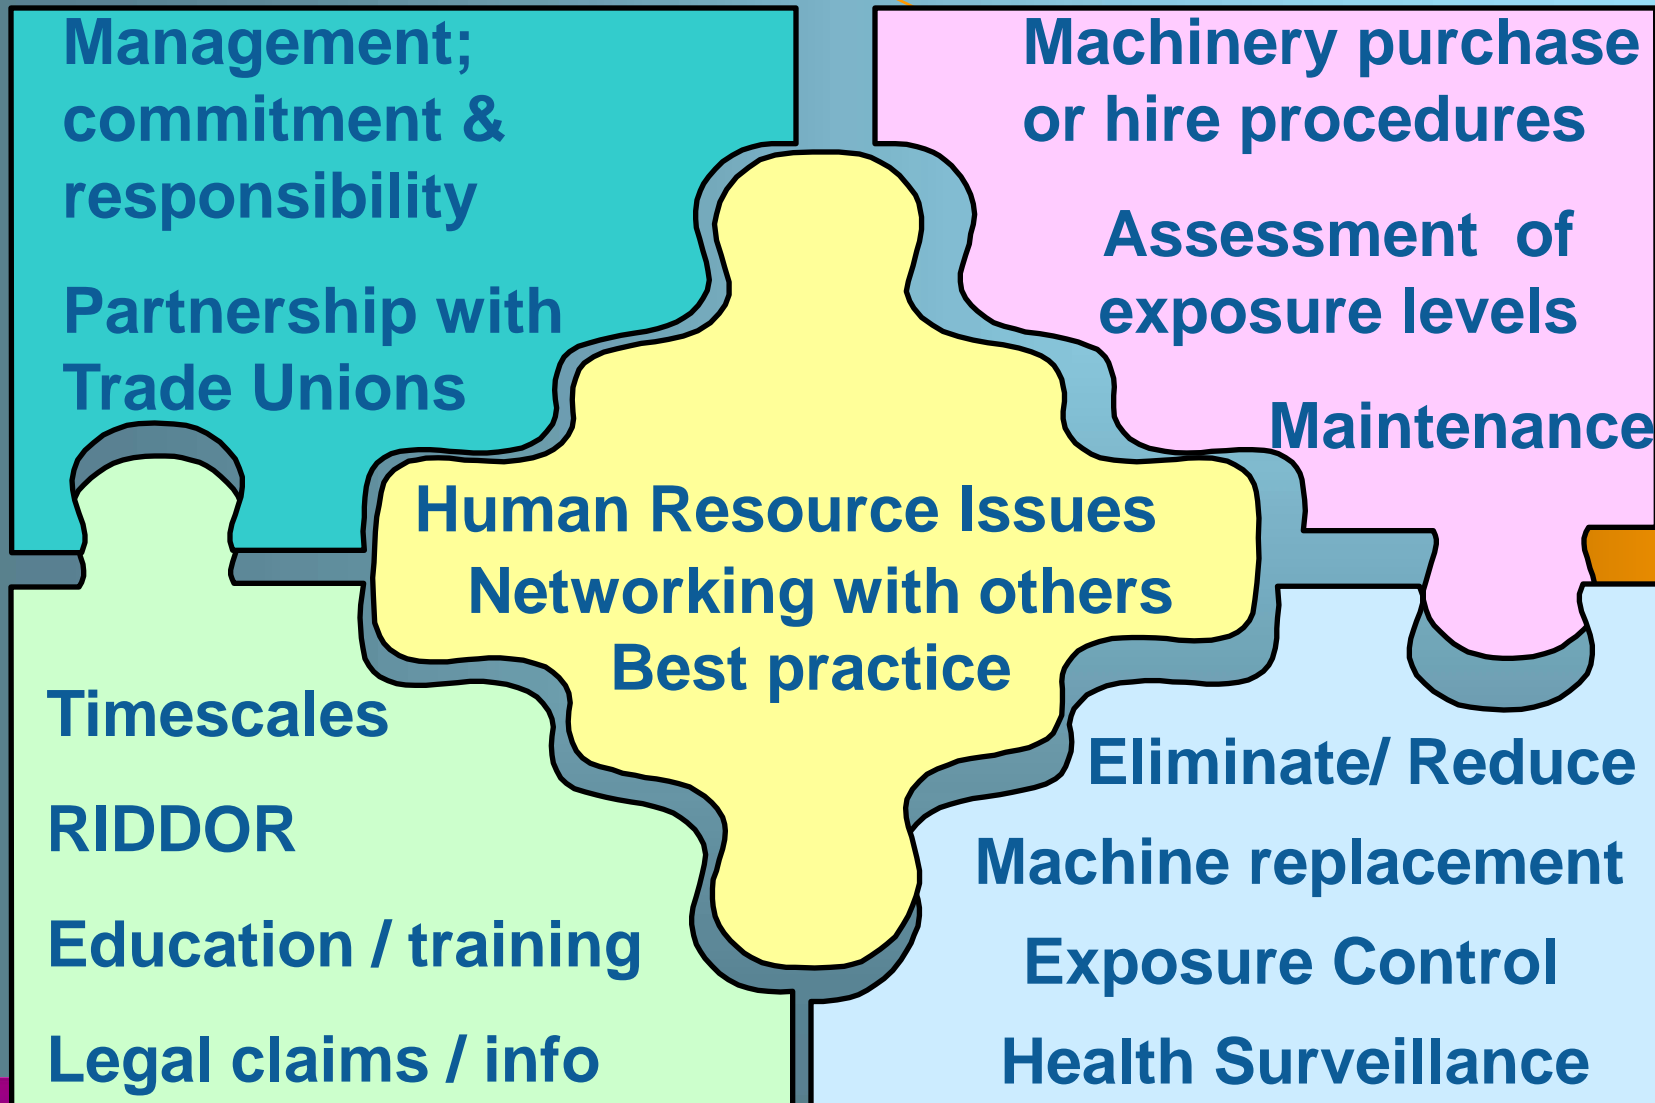 Management;
commitment &
responsibility
Partnership with
Trade Unions
Machinery purchase
or hire procedures
Assessment of
exposure levels
Maintenance
Human Resource Issues
Networking with others
Best practice
Timescales
RIDDOR
Education / training
Legal claims / info
Eliminate/ Reduce
Machine replacement
Exposure Control
Health Surveillance